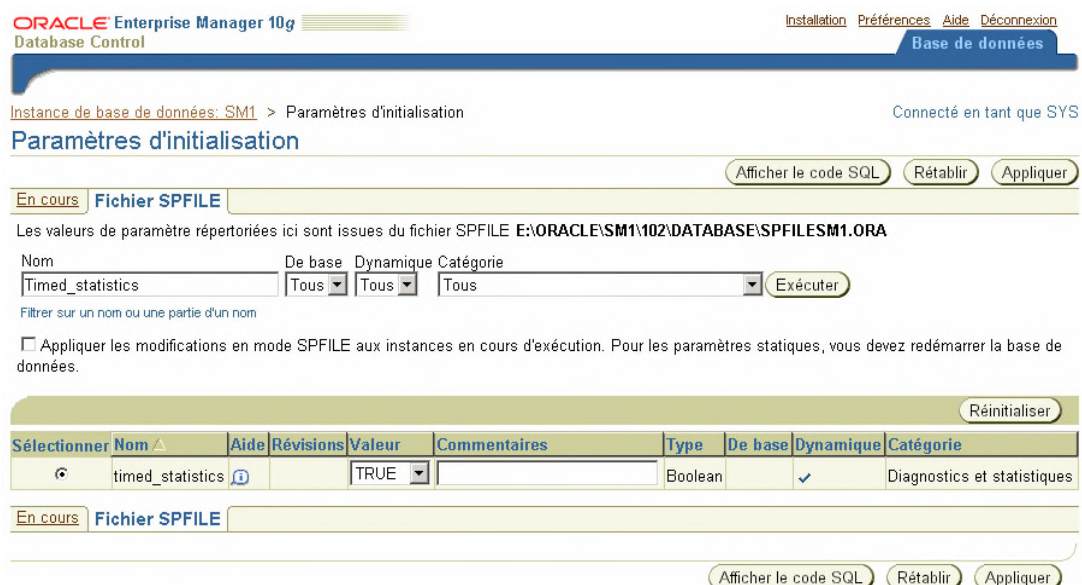 ORACLE Enterprise Manager 10g
Database Control
Installation Préférences Aide Déconnexion
Base de données
Instance de base de données: SM1 > Paramètres d'initialisation
Connecté en tant que SYS
Paramètres d'initialisation
Afficher le code SQL Rétablir Appliquer
En cours Fichier SPFILE
Les valeurs de paramètre répertoriées ici sont issues du fichier SPFILE E:\ORACLE\SM1\102\DATABASE\SPFILESM1.ORA
Nom De base Dynamique Catégorie
Timed_statistics Tous Tous Tous Exécuter
Filtrer sur un nom ou une partie d'un nom
Appliquer les modifications en mode SPFILE aux instances en cours d'exécution. Pour les paramètres statiques, vous devez redémarrer la base de
données.
Réinitialiser
Sélectionner Nom Aide Révisions Valeur Commentaires Type De base Dynamique Catégorie
timed_statistics TRUE Boolean Diagnostics et statistiques
En cours Fichier SPFILE
Afficher le code SQL Rétablir Appliquer